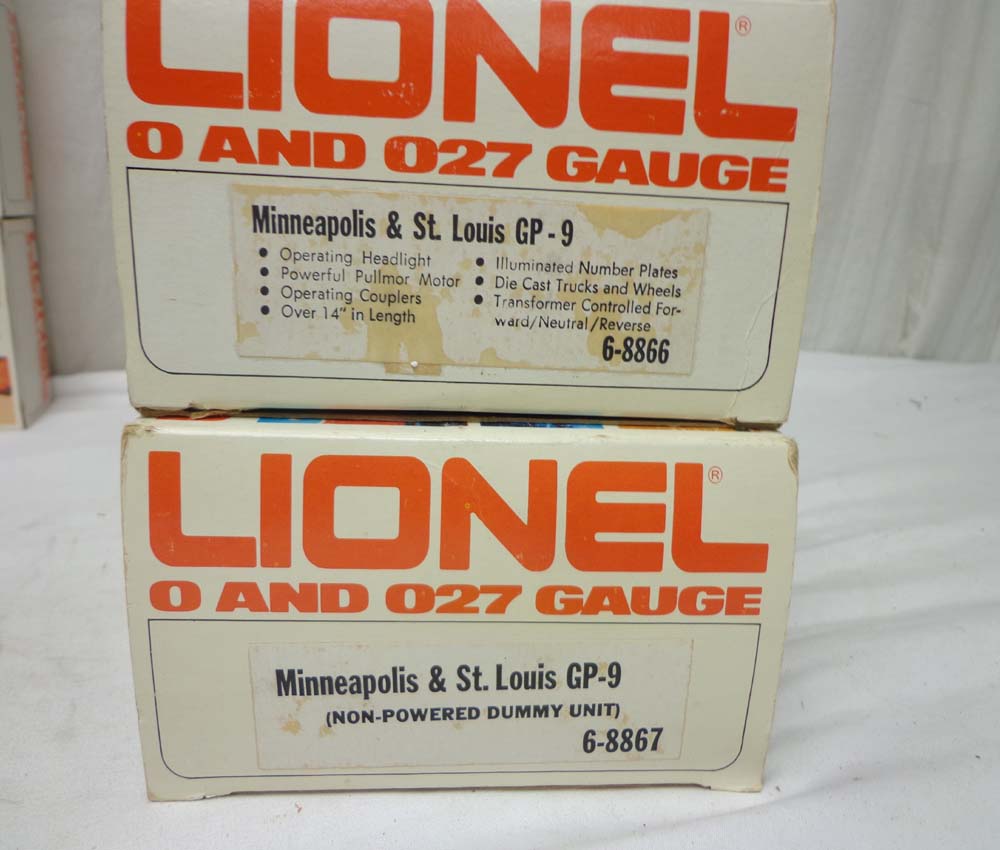 LIONEL ®
O AND O27 GAUGE
Minneapolis & St. Louis GP-9
• Operating Headlight
• Powerful Pullmor Motor
• Operating Couplers
• Over 14" in Length
• Illuminated Number Plates
• Die Cast Trucks and Wheels
• Transformer Controlled For-
ward/Neutral/Reverse
6-8866
LIONEL ®
O AND O27 GAUGE
Minneapolis & St. Louis GP-9
(NON-POWERED DUMMY UNIT)
6-8867